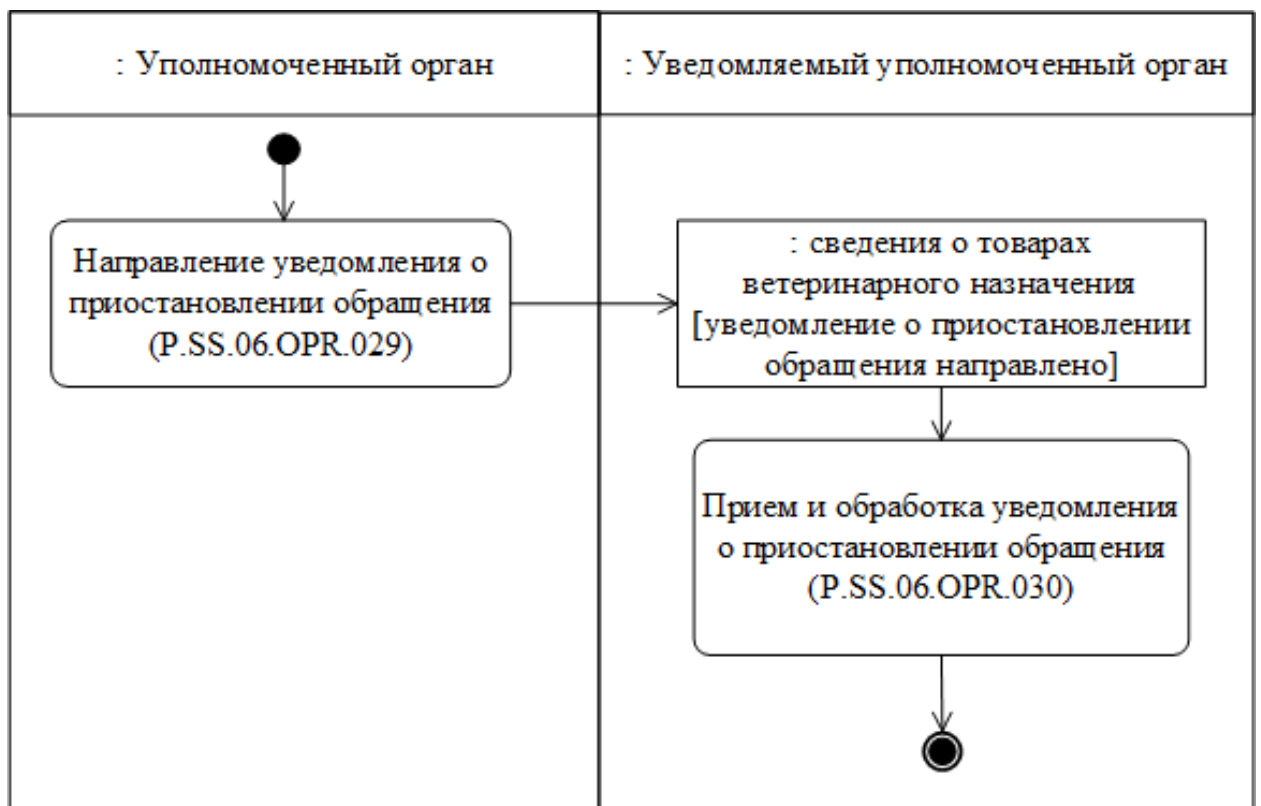 : Уполномоченный орган
: Уведомляемый уполномоченный орган
Направление уведомления о
приостановлении обращения
(P.SS.06.OPR.029)
: сведения о товарах
ветеринарного назначения
[уведомление о приостановлении
обращения направлено]
Прием и обработка уведомления
о приостановлении обращения
(P.SS.06.OPR.030)